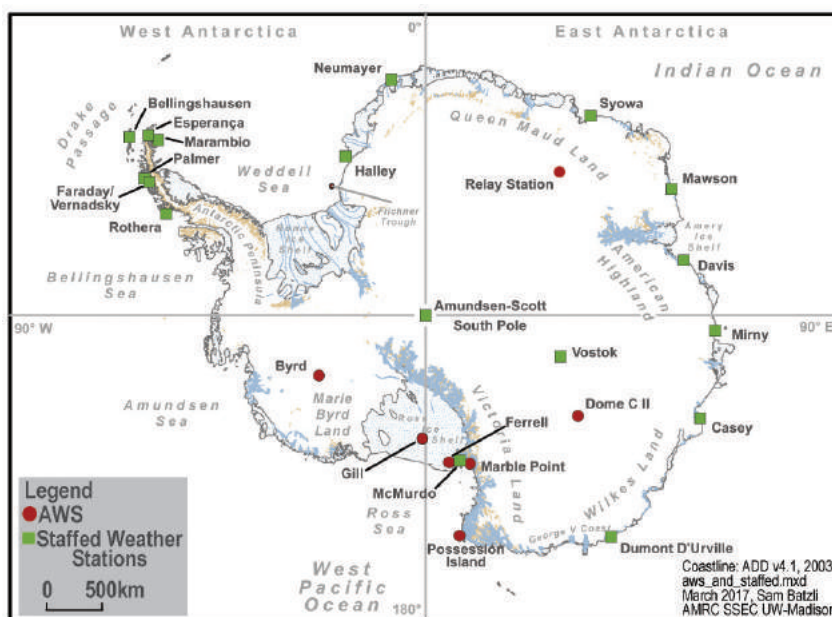 0°
West Antarctica
East Antarctica
Neumayer
Indian Ocean
Bellingshausen
Esperança
Marambio
Palmer
Drake
Passage
Syowa
Queen Maud Land
Weddell
Sea
Halley
Relay Station
Mawson
Faraday/
Vernadsky
Rothera
Filchner
Trough
Antarctic Peninsula
Ronne
Ice
Shelf
Amery
Ice
Shelf
American
Highland
Davis
Bellingshausen
Sea
Amundsen-Scott
South Pole
90° W
90° E
Mirny
Vostok
Byrd
Marie
Byrd
Land
Amundsen
Sea
Ross
Ice
Shelf
Victoria Land
Ferrell
Dome C II
Casey
Gill
Marble Point
McMurdo
Wilkes Land
Ross
Sea
George V Coast
Possession
Island
Dumont D'Urville
West
Pacific
Ocean
180°
Legend
AWS
Staffed Weather
Stations
0 500km
Coastline: ADD v4.1, 2003
aws_and_staffed.mxd
March 2017, Sam Batzli
AMRC SSEC UW-Madison